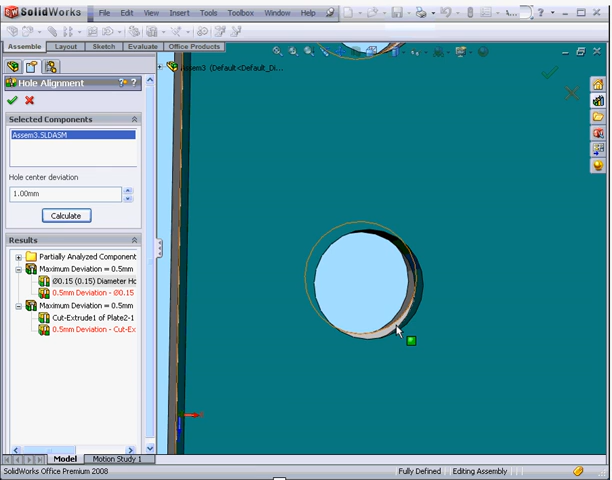 SolidWorks File Edit View Insert Tools Toolbox Window Help
Assemble Layout Sketch Evaluate Office Products
Assem3 (Default<Default_Di...
Hole Alignment
Selected Components
Assem3.SLDASM
Hole center deviation
1.00mm
Calculate
Results
Partially Analyzed Component
Maximum Deviation = 0.5mm
Ø0.15 (0.15) Diameter Ho
0.5mm Deviation - Ø0.15
Maximum Deviation = 0.5mm
Cut-Extrude1 of Plate2-1
0.5mm Deviation - Cut-Ex
Model Motion Study 1
SolidWorks Office Premium 2008 Fully Defined Editing Assembly